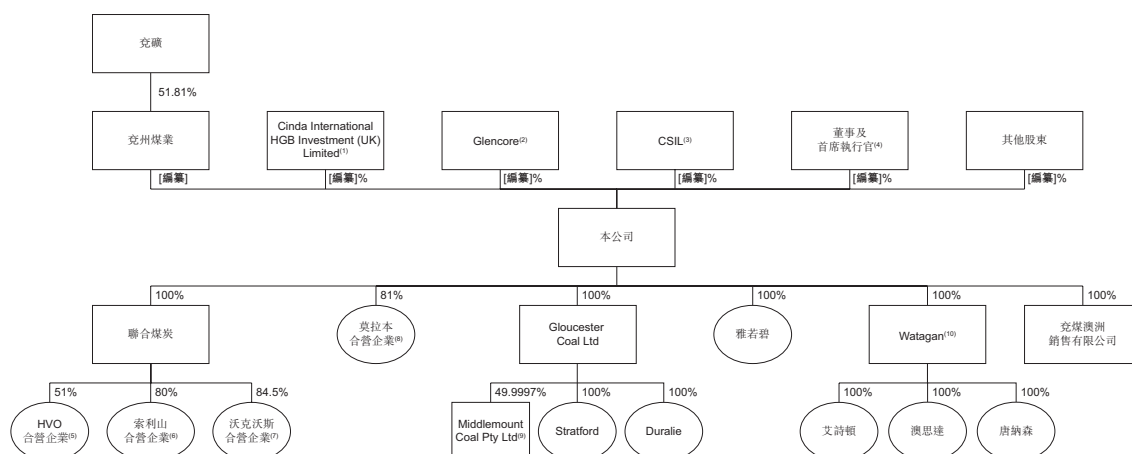 兗礦
51.81%
兗州煤業
Cinda International
HGB Investment (UK)
Limited(1)
Glencore(2)
CSIL(3)
董事及
首席執行官(4)
其他股東
[編纂]
[編纂]%
[編纂]%
[編纂]%
[編纂]%
[編纂]%
本公司
100%
81%
100%
100%
100%
100%
聯合煤炭
莫拉本
合營企業(8)
Gloucester
Coal Ltd
雅若碧
Watagan(10)
兗煤澳洲
銷售有限公司
51%
80%
84.5%
49.9997%
100%
100%
100%
100%
100%
HVO
合營企業(5)
索利山
合營企業(6)
沃克沃斯
合營企業(7)
Middlemount
Coal Pty Ltd(9)
Stratford
Duralie
艾詩頓
澳思達
唐納森